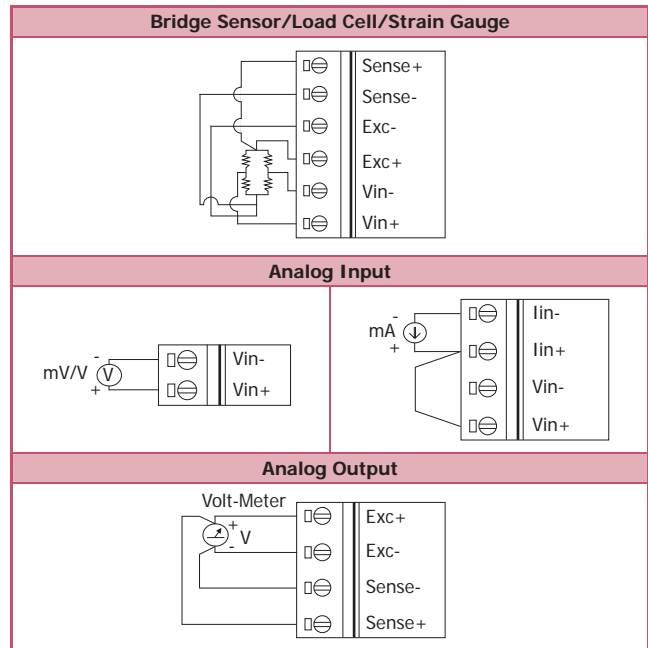 Bridge Sensor/Load Cell/Strain Gauge
Sense+
Sense-
Exc-
Exc+
Vin-
Vin+
Analog Input
mV/V
-
V
+
Vin-
Vin+
mA
-
+
Iin-
Iin+
Vin-
Vin+
Analog Output
Volt-Meter
+
V
-
Exc+
Exc-
Sense-
Sense+